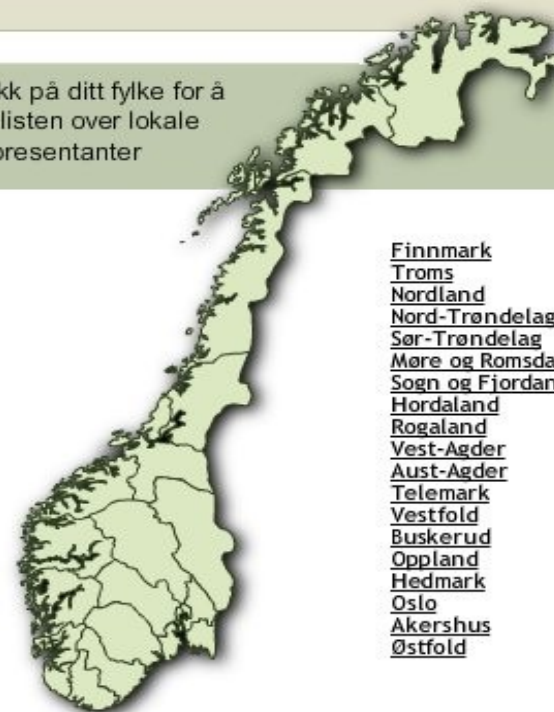 kk på ditt fylke for å
listen over lokale
presentanter
Finnmark
Troms
Nordland
Nord-Trøndelag
Sør-Trøndelag
Møre og Romsda
Sogn og Fjordan
Hordaland
Rogaland
Vest-Agder
Aust-Agder
Telemark
Vestfold
Buskerud
Oppland
Hedmark
Oslo
Akershus
Østfold